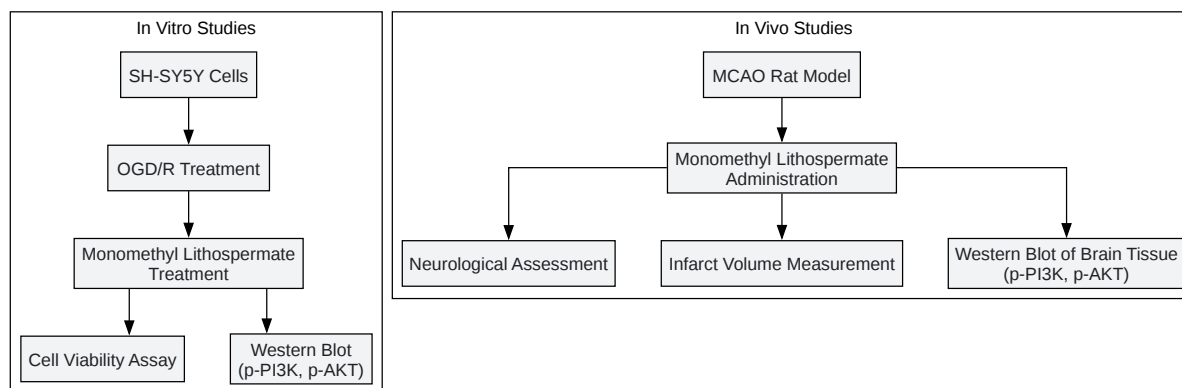 In Vitro Studies
SH-SY5Y Cells
OGD/R Treatment
Monomethyl Lithospermate
Treatment
Cell Viability Assay
Western Blot
(p-PI3K, p-AKT)
In Vivo Studies
MCAO Rat Model
Monomethyl Lithospermate
Administration
Neurological Assessment
Infarct Volume Measurement
Western Blot of Brain Tissue
(p-PI3K, p-AKT)